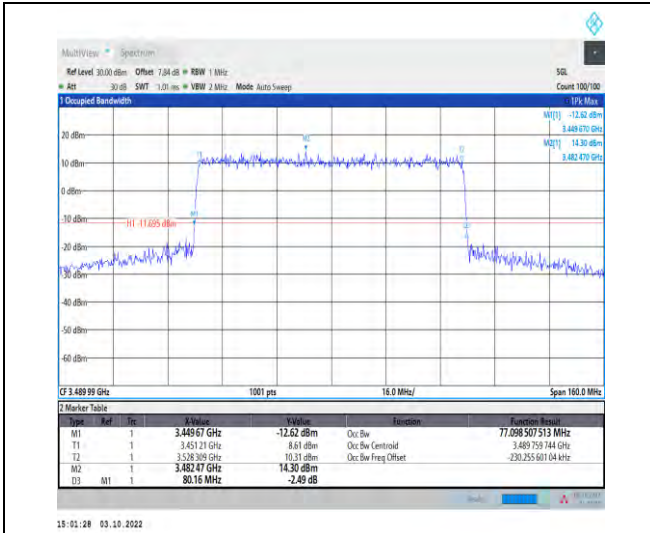 MultiView Spectrum
Ref Level 30.00 dBm Offset 7.84 dB RBW 1 MHz SGL
Att 30 dB SWT 1.01 ms VBW 2 MHz Mode Auto Sweep Count 100/100
1 Occupied Bandwidth 1Pk Max
M1[1] -12.62 dBm
3.449 670 GHz
M2[1] 14.30 dBm
3.482 470 GHz
20 dBm
M2
T1
10 dBm
0 dBm
M1
-10 dBm
H1 -11.695 dBm
-20 dBm
-30 dBm
-40 dBm
-50 dBm
-60 dBm
CF 3.489 99 GHz 1001 pts 16.0 MHz/ Span 160.0 MHz
2 Marker Table
Type Ref Trc X-Value Y-Value Function Function Result
M1 1 3.449 67 GHz -12.62 dBm Occ Bw 77.098 507 513 MHz
T1 1 3.451 21 GHz 8.61 dBm Occ Bw Centroid 3.489 759 744 GHz
T2 1 3.528 309 GHz 10.31 dBm Occ Bw Freq Offset -230.255 601 04 kHz
M2 1 3.482 47 GHz 14.30 dBm
D3 M1 1 80.16 MHz -2.49 dB
15:01:28 03.10.2022